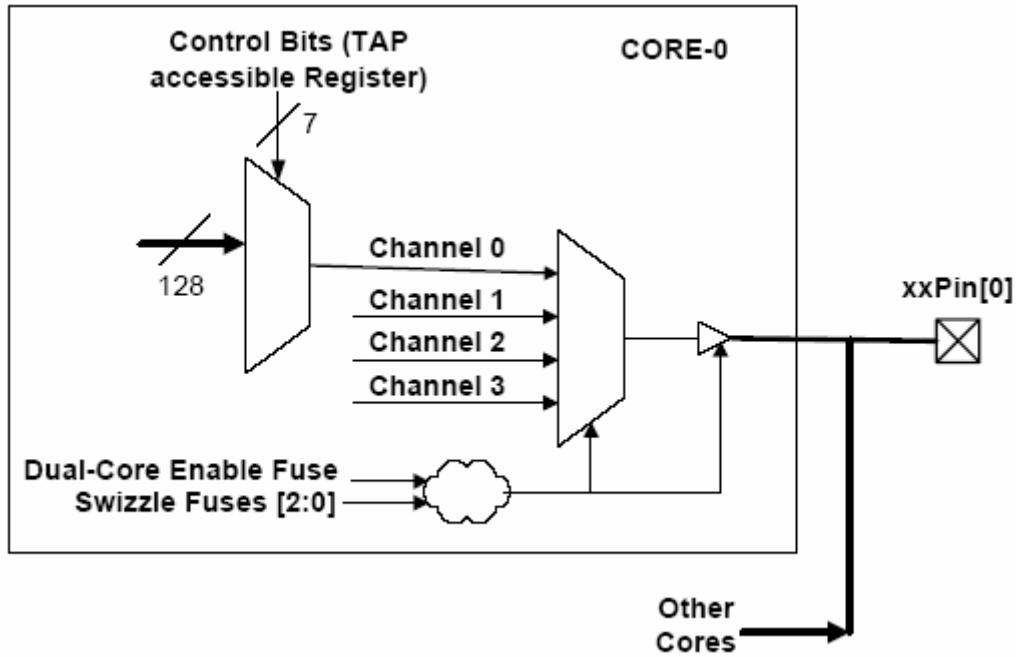 Control Bits (TAP
accessible Register)
CORE-0
7
128
Channel 0
Channel 1
Channel 2
Channel 3
xxPin[0]
Dual-Core Enable Fuse
Swizzle Fuses [2:0]
Other
Cores